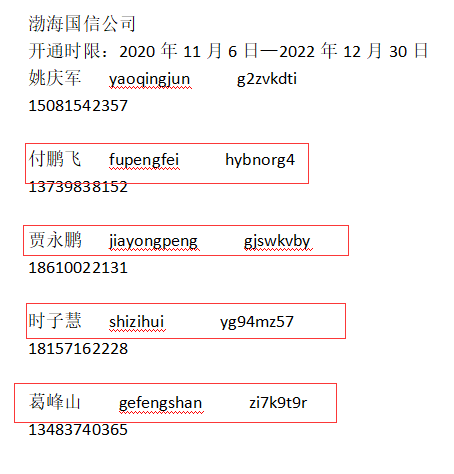 渤海国信公司
开通时限：2020 年 11 月 6 日—2022 年 12 月 30 日
姚庆军 yaoqingjun g2zvkdti
15081542357
付鹏飞 fupengfei hybnorg4
13739838152
贾永鹏 jiayongpeng gjswkvby
18610022131
时子慧 shizihui yg94mz57
18157162228
葛峰山 gefengshan zi7k9t9r
13483740365